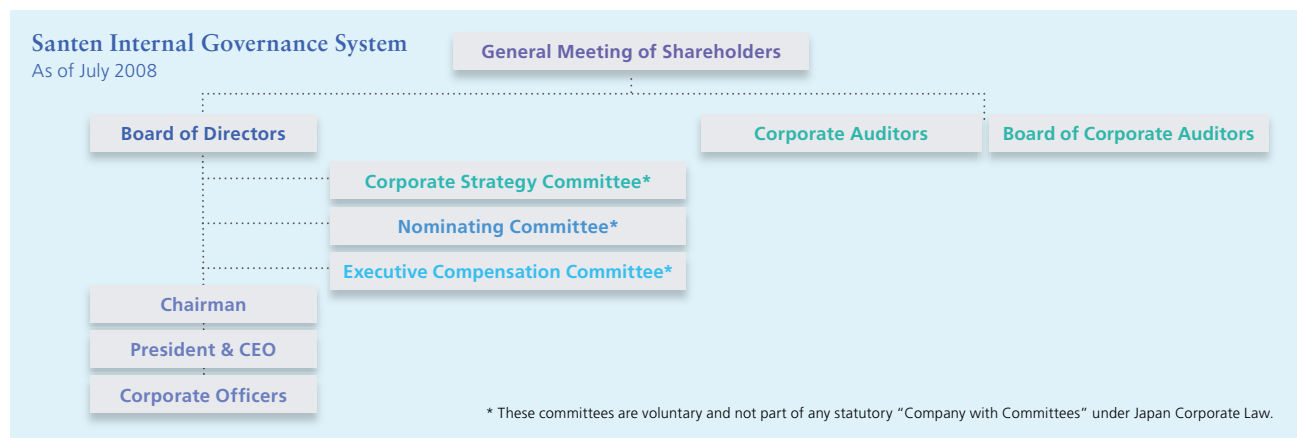 Santen Internal Governance System
As of July 2008
General Meeting of Shareholders
Board of Directors
Corporate Auditors
Board of Corporate Auditors
Corporate Strategy Committee*
Nominating Committee*
Executive Compensation Committee*
Chairman
President & CEO
Corporate Officers
* These committees are voluntary and not part of any statutory “Company with Committees” under Japan Corporate Law.